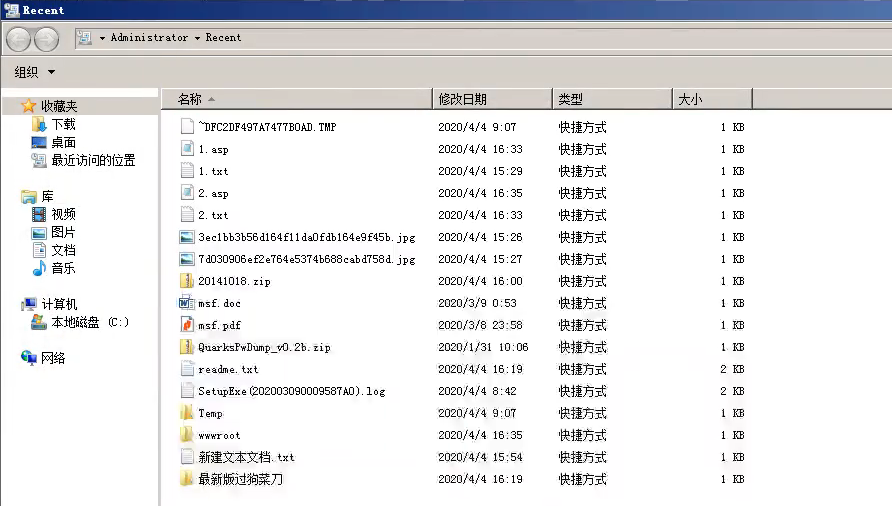 Recent
Administrator Recent
组织
名称 修改日期 类型 大小
收藏夹
下载
桌面
最近访问的位置
库
视频
图片
文档
音乐
计算机
本地磁盘 (C:)
网络
~DFC2DF497A7477B0AD.TMP 2020/4/4 9:07 快捷方式 1 KB
1.asp 2020/4/4 16:33 快捷方式 1 KB
1.txt 2020/4/4 15:29 快捷方式 1 KB
2.asp 2020/4/4 16:35 快捷方式 1 KB
2.txt 2020/4/4 16:33 快捷方式 1 KB
3ec1bb3b56d164f11da0fdb164e9f45b.jpg 2020/4/4 15:26 快捷方式 1 KB
7d030906ef2e764e5374b688cabd758d.jpg 2020/4/4 15:27 快捷方式 1 KB
20141018.zip 2020/4/4 16:00 快捷方式 1 KB
msf.doc 2020/3/9 0:53 快捷方式 1 KB
msf.pdf 2020/3/8 23:58 快捷方式 1 KB
QuarksPwDump_v0.2b.zip 2020/1/31 10:06 快捷方式 1 KB
readme.txt 2020/4/4 16:19 快捷方式 2 KB
SetupExe(202003090009587A0).log 2020/4/4 8:42 快捷方式 2 KB
Temp 2020/4/4 9:07 快捷方式 1 KB
wwwroot 2020/4/4 16:35 快捷方式 1 KB
新建文本文档.txt 2020/4/4 15:54 快捷方式 1 KB
最新版过狗菜刀 2020/4/4 16:19 快捷方式 1 KB